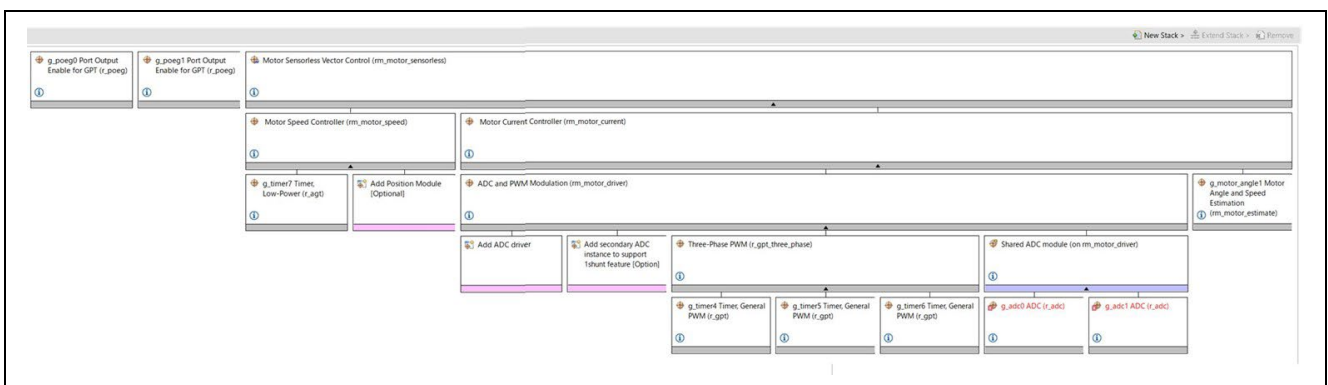 New Stack > Extend Stack > Remove
g_poeg0 Port Output
Enable for GPT (r_poeg)
g_poeg1 Port Output
Enable for GPT (r_poeg)
Motor Sensorless Vector Control (rm_motor_sensorless)
Motor Speed Controller (rm_motor_speed)
Motor Current Controller (rm_motor_current)
g_timer7 Timer,
Low-Power (r_agt)
Add Position Module
[Optional]
ADC and PWM Modulation (rm_motor_driver)
g_motor_angle1 Motor
Angle and Speed
Estimation
(rm_motor_estimate)
Add ADC driver
Add secondary ADC
instance to support
1shunt feature [Option]
Three-Phase PWM (r_gpt_three_phase)
Shared ADC module (on rm_motor_driver)
g_timer4 Timer, General
PWM (r_gpt)
g_timer5 Timer, General
PWM (r_gpt)
g_timer6 Timer, General
PWM (r_gpt)
g_adc0 ADC (r_adc)
g_adc1 ADC (r_adc)